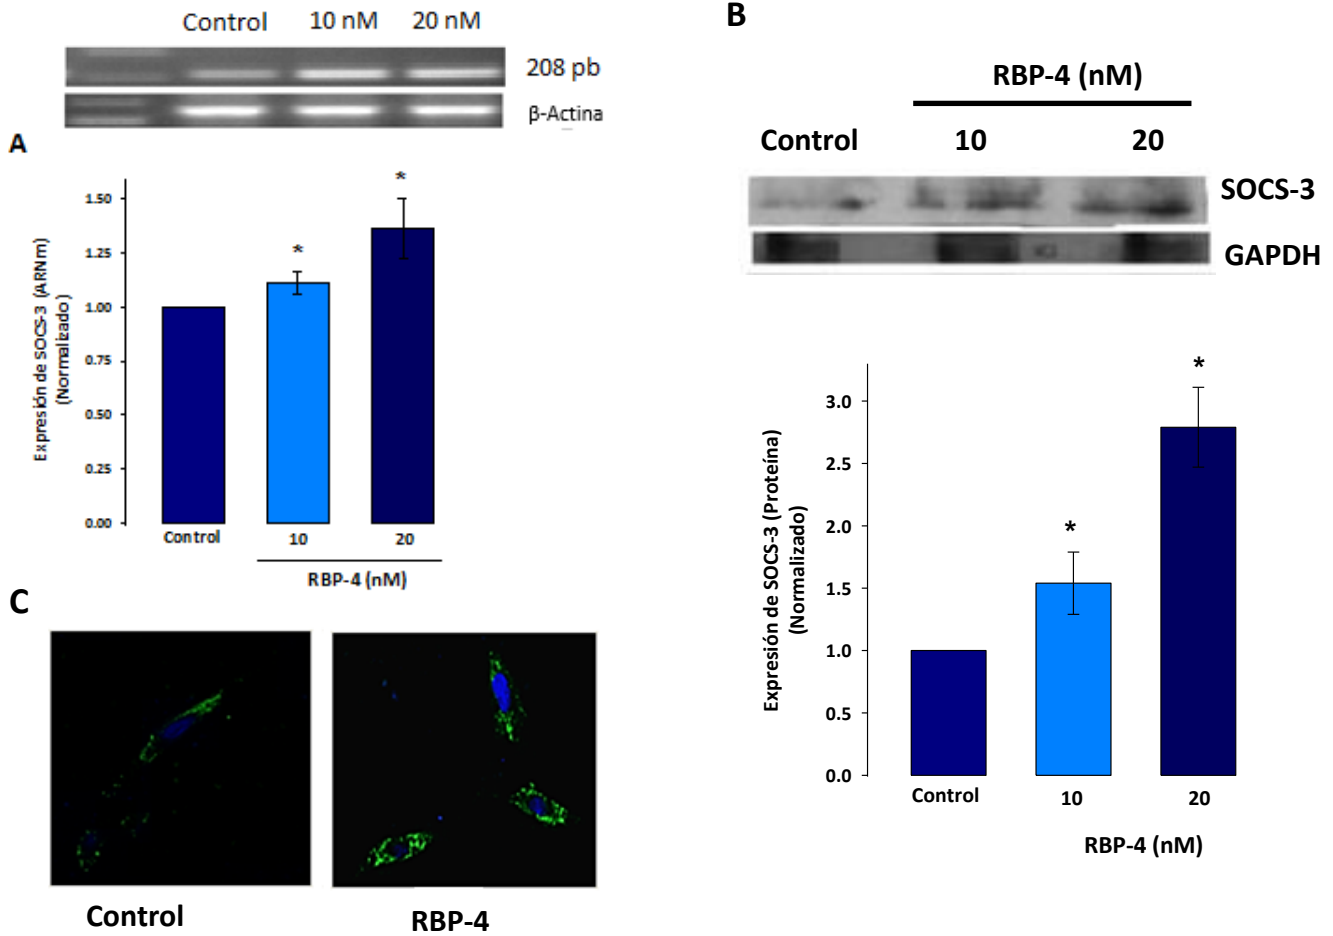 Control 10 nM 20 nM
208 pb
β-Actina
A
*
*
1.50
1.25
1.00
0.75
0.50
0.25
0.00
Expresión de SOCS-3 (ARNm)
(Normalizado)
Control 10 20
RBP-4 (nM)
B
RBP-4 (nM)
Control 10 20
SOCS-3
GAPDH
*
*
3.0
2.5
2.0
1.5
1.0
0.5
0.0
Expresión de SOCS-3 (Proteína)
(Normalizado)
Control 10 20
RBP-4 (nM)
C
Control RBP-4